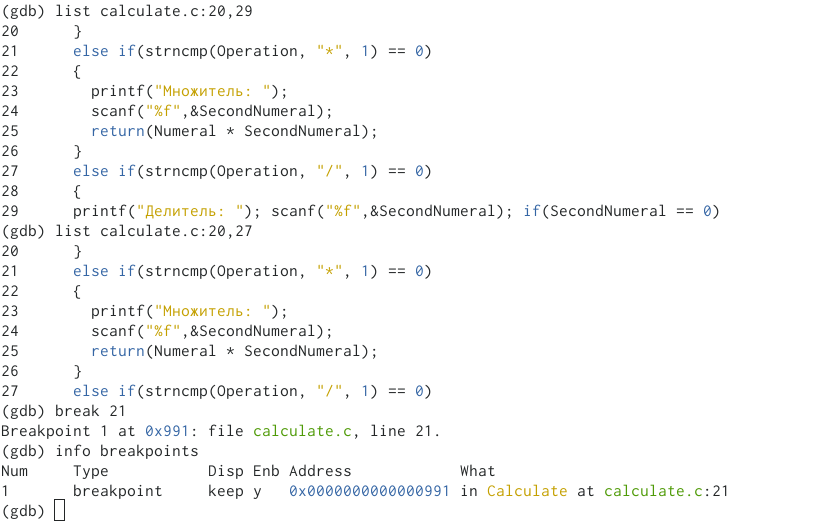 (gdb) list calculate.c:20,29
20      }
21      else if(strncmp(Operation, "*", 1) == 0)
22      {
23        printf("Множитель: ");
24        scanf("%f",&SecondNumeral);
25        return(Numeral * SecondNumeral);
26      }
27      else if(strncmp(Operation, "/", 1) == 0)
28      {
29      printf("Делитель: "); scanf("%f",&SecondNumeral); if(SecondNumeral == 0)
(gdb) list calculate.c:20,27
20      }
21      else if(strncmp(Operation, "*", 1) == 0)
22      {
23        printf("Множитель: ");
24        scanf("%f",&SecondNumeral);
25        return(Numeral * SecondNumeral);
26      }
27      else if(strncmp(Operation, "/", 1) == 0)
(gdb) break 21
Breakpoint 1 at 0x991: file calculate.c, line 21.
(gdb) info breakpoints
Num     Type           Disp Enb Address            What
1       breakpoint     keep y   0x0000000000000991 in Calculate at calculate.c:21
(gdb)